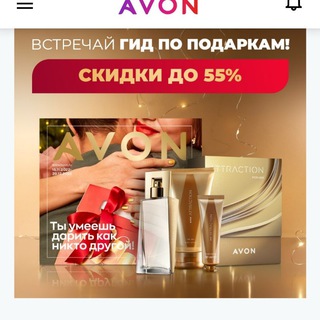 AVON
ВСТРЕЧАЙ ГИД ПО ПОДАРКАМ!
СКИДКИ ДО 55%
AVON
ATTRACTION
Ты умеешь
дарить как
никто другой!
AVON